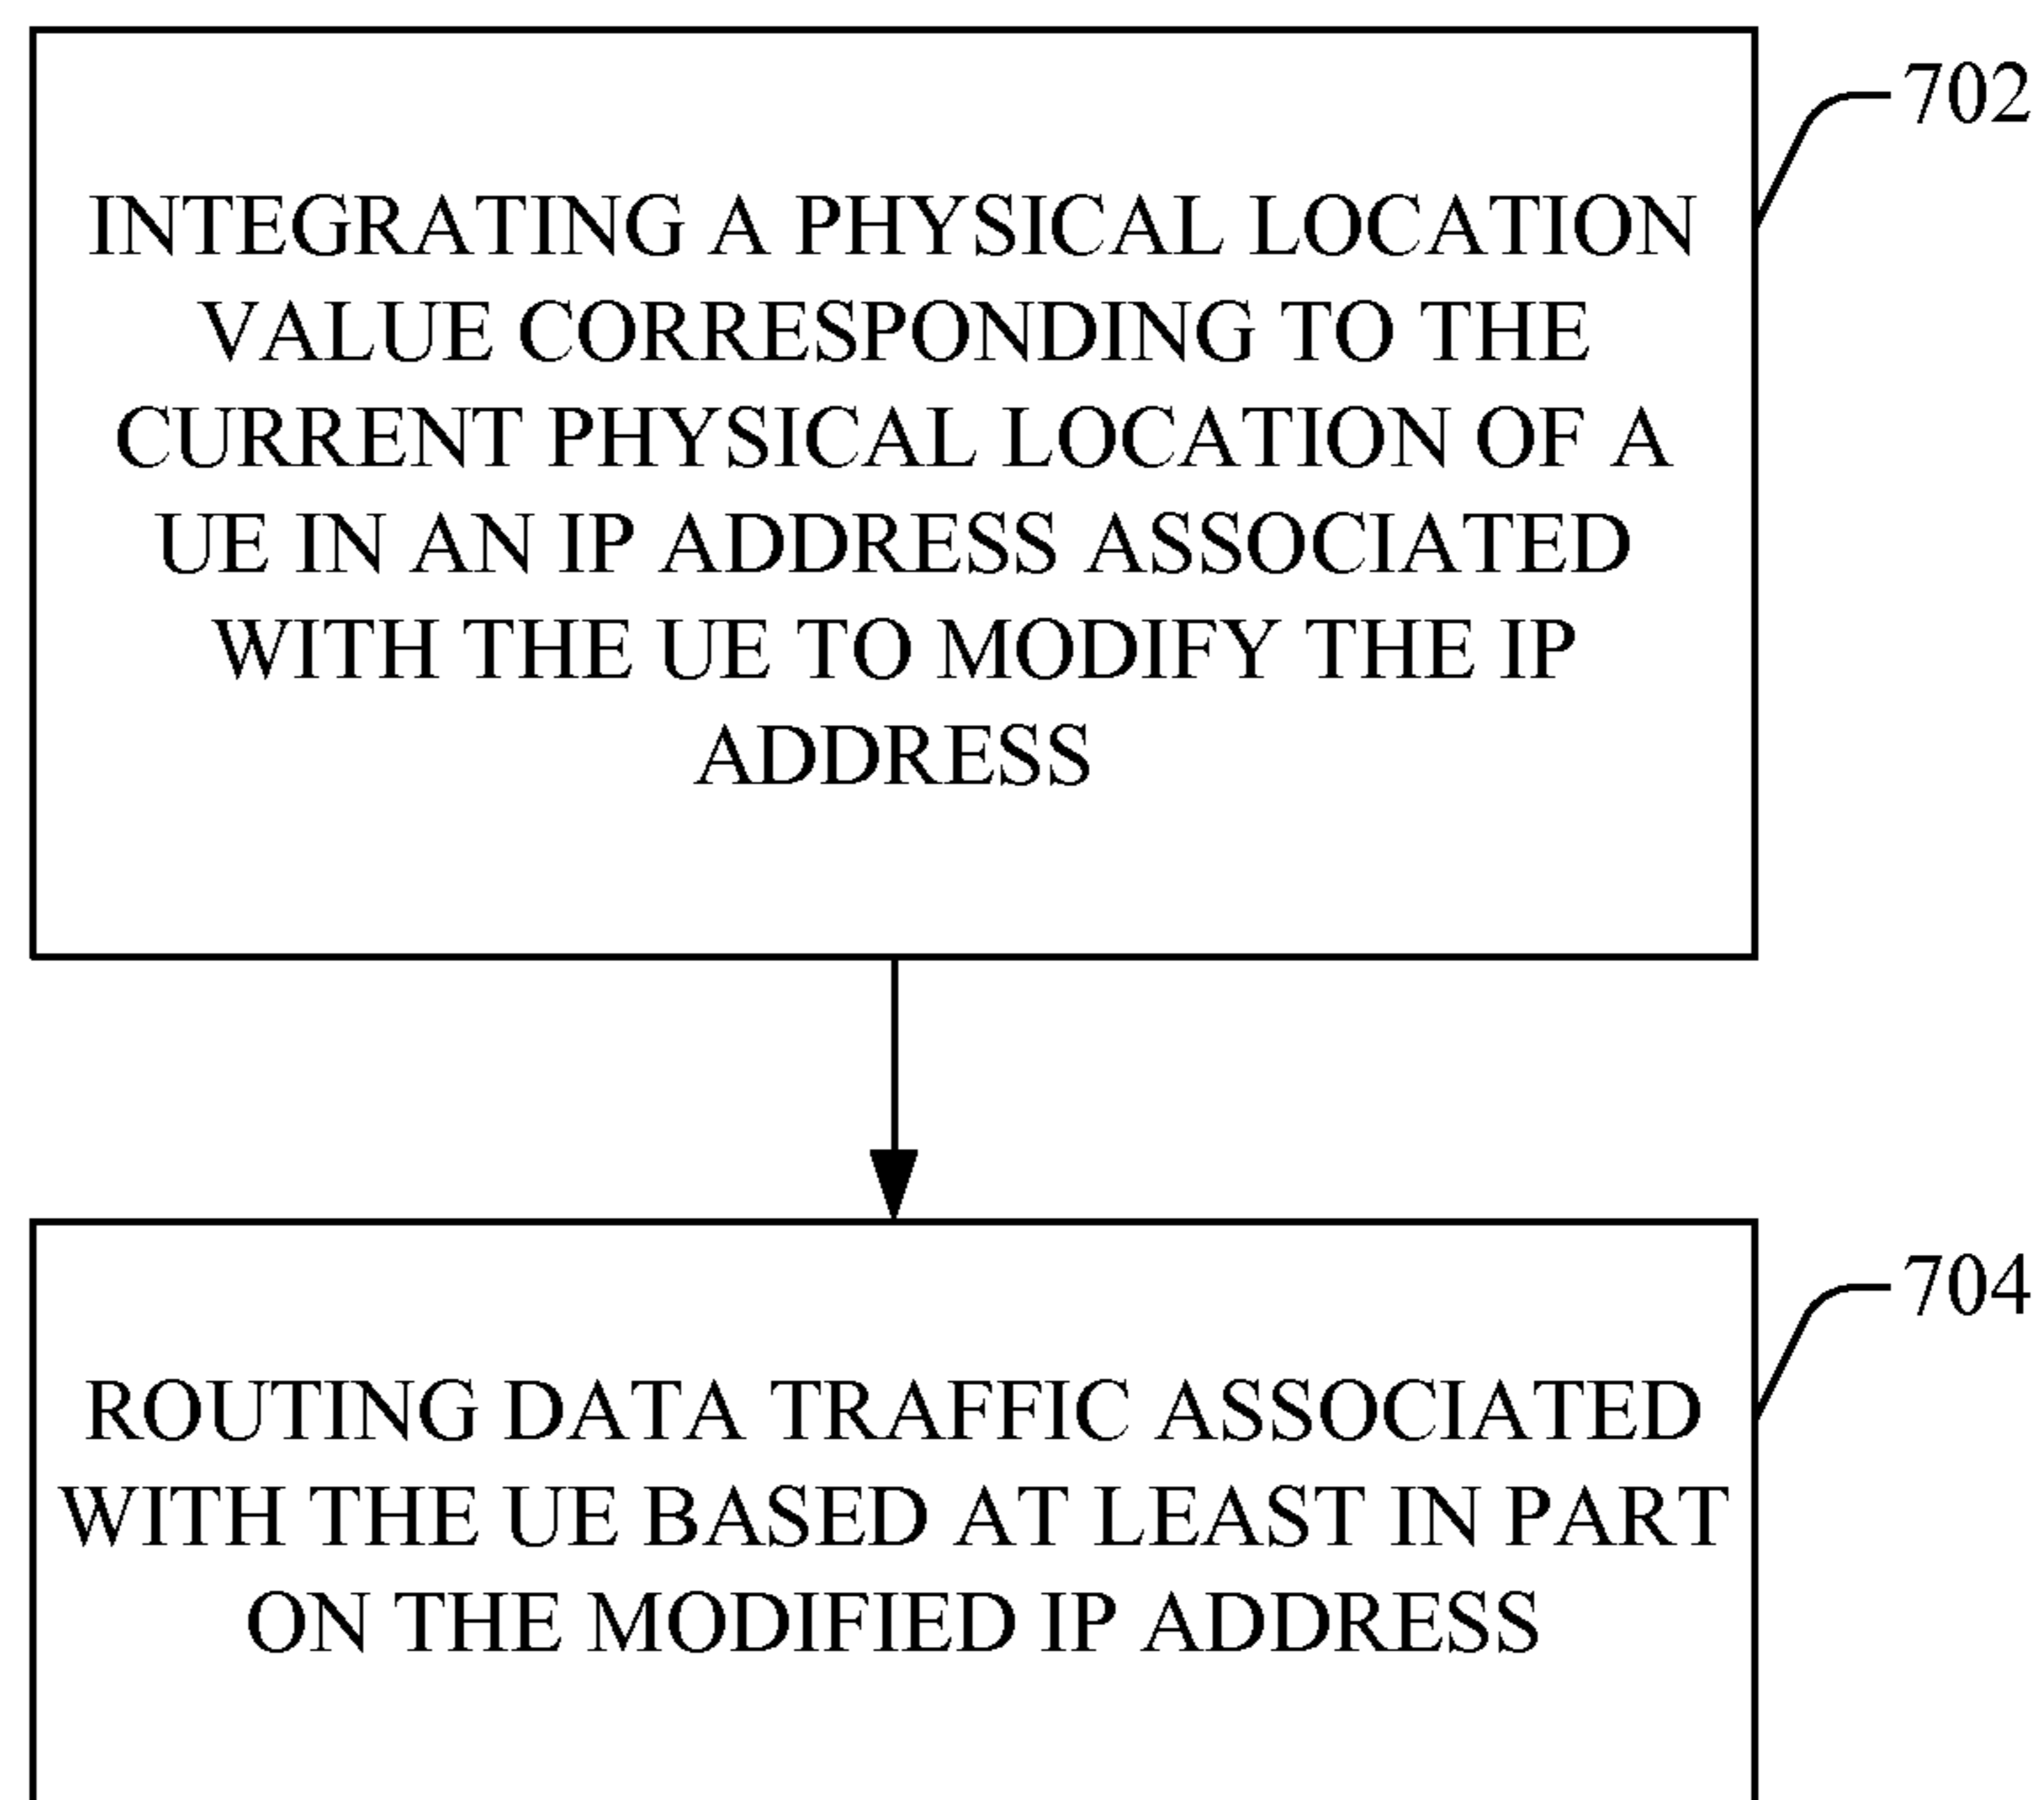 702
INTEGRATING A PHYSICAL LOCATION
VALUE CORRESPONDING TO THE
CURRENT PHYSICAL LOCATION OF A
UE IN AN IP ADDRESS ASSOCIATED
WITH THE UE TO MODIFY THE IP
ADDRESS
704
ROUTING DATA TRAFFIC ASSOCIATED
WITH THE UE BASED AT LEAST IN PART
ON THE MODIFIED IP ADDRESS